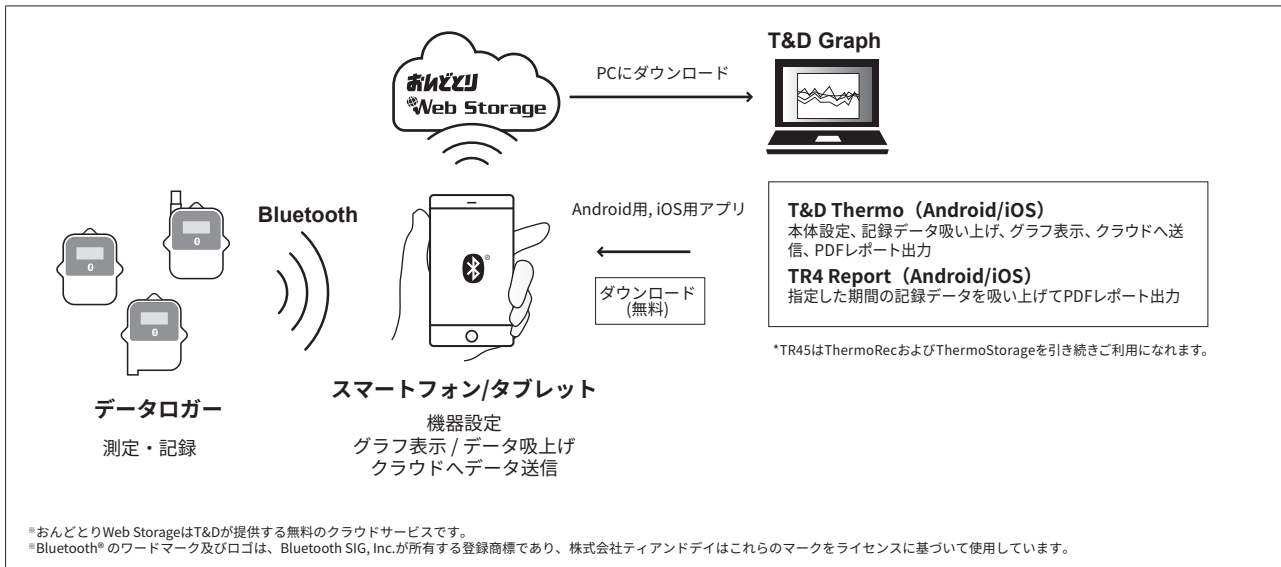 おんどとり
Web Storage
PCにダウンロード
T&D Graph
Bluetooth
Android用, iOS用アプリ
ダウンロード
(無料)
T&D Thermo（Android/iOS）
本体設定、記録データ吸い上げ、グラフ表示、クラウドへ送
信、PDFレポート出力
TR4 Report（Android/iOS）
指定した期間の記録データを吸い上げてPDFレポート出力
*TR45はThermoRecおよびThermoStorageを引き続きご利用になれます。
データロガー
測定・記録
スマートフォン/タブレット
機器設定
グラフ表示 / データ吸上げ
クラウドへデータ送信
※おんどとりWeb StorageはT&Dが提供する無料のクラウドサービスです。
※Bluetooth® のワードマーク及びロゴは、Bluetooth SIG, Inc.が所有する登録商標であり、株式会社ティアンドデイはこれらのマークをライセンスに基づいて使用しています。